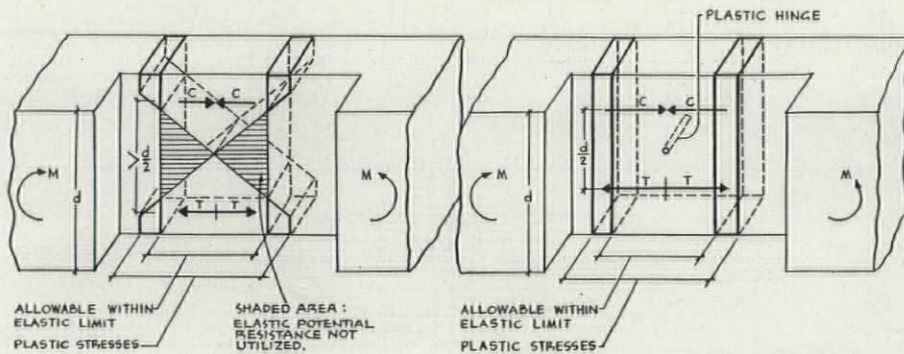 PLASTIC HINGE
C C
> d/2
M
d
T T
M
C C
d/2
d
T T
M
ALLOWABLE WITHIN
ELASTIC LIMIT
PLASTIC STRESSES
SHADED AREA:
ELASTIC POTENTIAL
RESISTANCE NOT
UTILIZED.
ALLOWABLE WITHIN
ELASTIC LIMIT
PLASTIC STRESSES